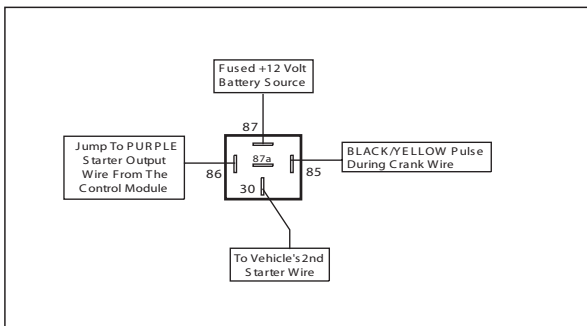 Fused +12 Volt
Battery Source
87
Jump To PURPLE
Starter Output
Wire From The
Control Module
86
87a
85
BLACK/YELLOW Pulse
During Crank Wire
30
To Vehicle's 2nd
Starter Wire